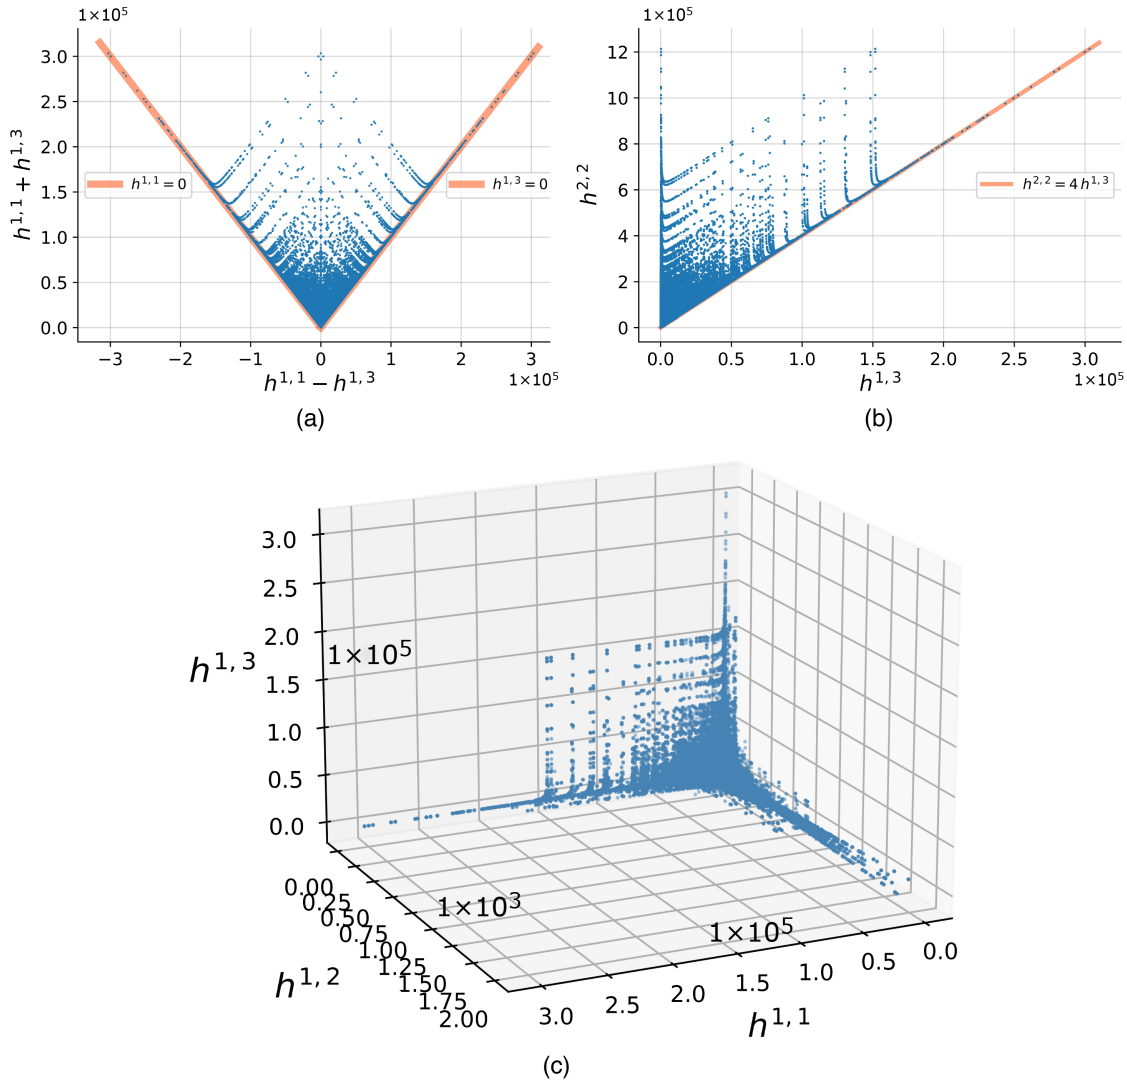 1×10⁵
3.0
2.5
2.0
1.5
1.0
0.5
0.0
h¹,¹ + h¹,³
h¹,¹ = 0
h¹,³ = 0
−3 −2 −1 0 1 2 3
h¹,¹ − h¹,³
1×10⁵
(a)
1×10⁵
12
10
8
6
4
2
0
h²,²
h²,² = 4 h¹,³
0.0 0.5 1.0 1.5 2.0 2.5 3.0
h¹,³
1×10⁵
(b)
3.0
2.5
2.0
1.5
1.0
0.5
0.0
h¹,³
1×10⁵
0.00
0.25
0.50
0.75
1.00
1.25
1.50
1.75
2.00
h¹,²
1×10³
1×10⁵
3.0 2.5 2.0 1.5 1.0 0.5 0.0
h¹,¹
(c)